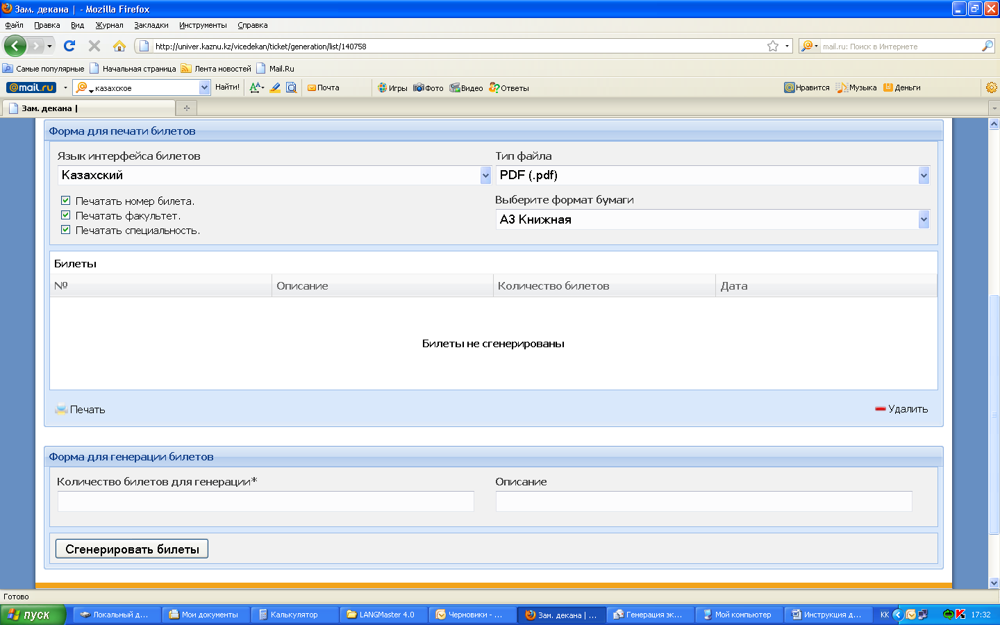 Зам. декана |  - Mozilla Firefox
Файл Правка Вид Журнал Закладки Инструменты Справка
http://univer.kaznu.kz/vicedekan/ticket/generation/list/140758 mail.ru: Поиск в Интернете
Самые популярные Начальная страница Лента новостей Mail.Ru
@mail.ru казахское Найти! Почта Игры Фото Видео Ответы Нравится Музыка Деньги
Зам. декана |
Форма для печати билетов
Язык интерфейса билетов Тип файла
Казахский PDF (.pdf)
Печатать номер билета. Выберите формат бумаги
Печатать факультет. А3 Книжная
Печатать специальность.
Билеты
№ Описание Количество билетов Дата
Билеты не сгенерированы
Печать Удалить
Форма для генерации билетов
Количество билетов для генерации* Описание
Сгенерировать билеты
Готово
пуск Локальный д... Мои документы Калькулятор LANGMaster 4.0 Черновики - ... Зам. декана | ... Генерация эк... Мой компьютер Инструкция д... KK 17:32